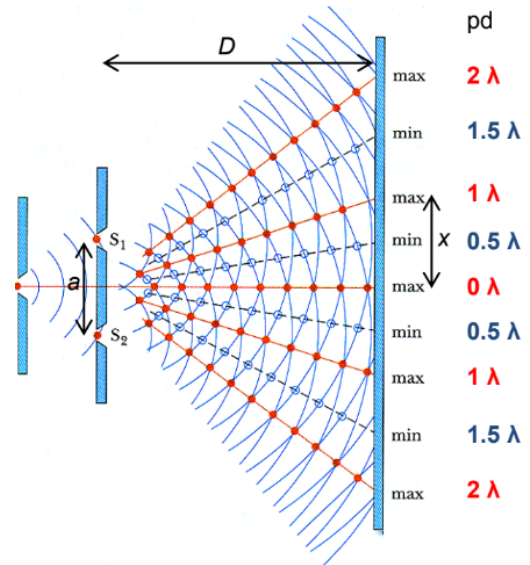 pd
D
max 2 λ
min 1.5 λ
max 1 λ
S1
min 0.5 λ
x
a
max 0 λ
S2
min 0.5 λ
max 1 λ
min 1.5 λ
max 2 λ